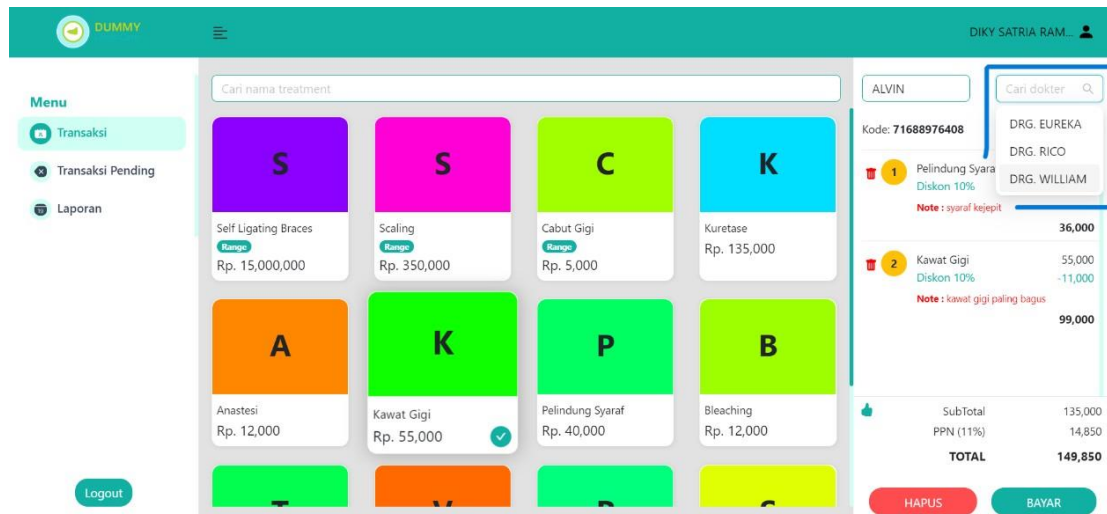 DUMMY
DIKY SATRIA RAM...
Menu
Transaksi
Transaksi Pending
Laporan
Logout
Cari nama treatment
S
Self Ligating Braces
Range
Rp. 15,000,000
S
Scaling
Range
Rp. 350,000
C
Cabut Gigi
Range
Rp. 5,000
K
Kuretase
Rp. 135,000
A
Anastesi
Rp. 12,000
K
Kawat Gigi
Rp. 55,000
P
Pelindung Syaraf
Rp. 40,000
B
Bleaching
Rp. 12,000
ALVIN
Cari dokter
DRG. EUREKA
DRG. RICO
DRG. WILLIAM
Kode: 71688976408
1 Pelindung Syara
Diskon 10%
Note : syaraf kejepit
36,000
2 Kawat Gigi 55,000
Diskon 10% -11,000
Note : kawat gigi paling bagus
99,000
SubTotal 135,000
PPN (11%) 14,850
TOTAL 149,850
HAPUS
BAYAR